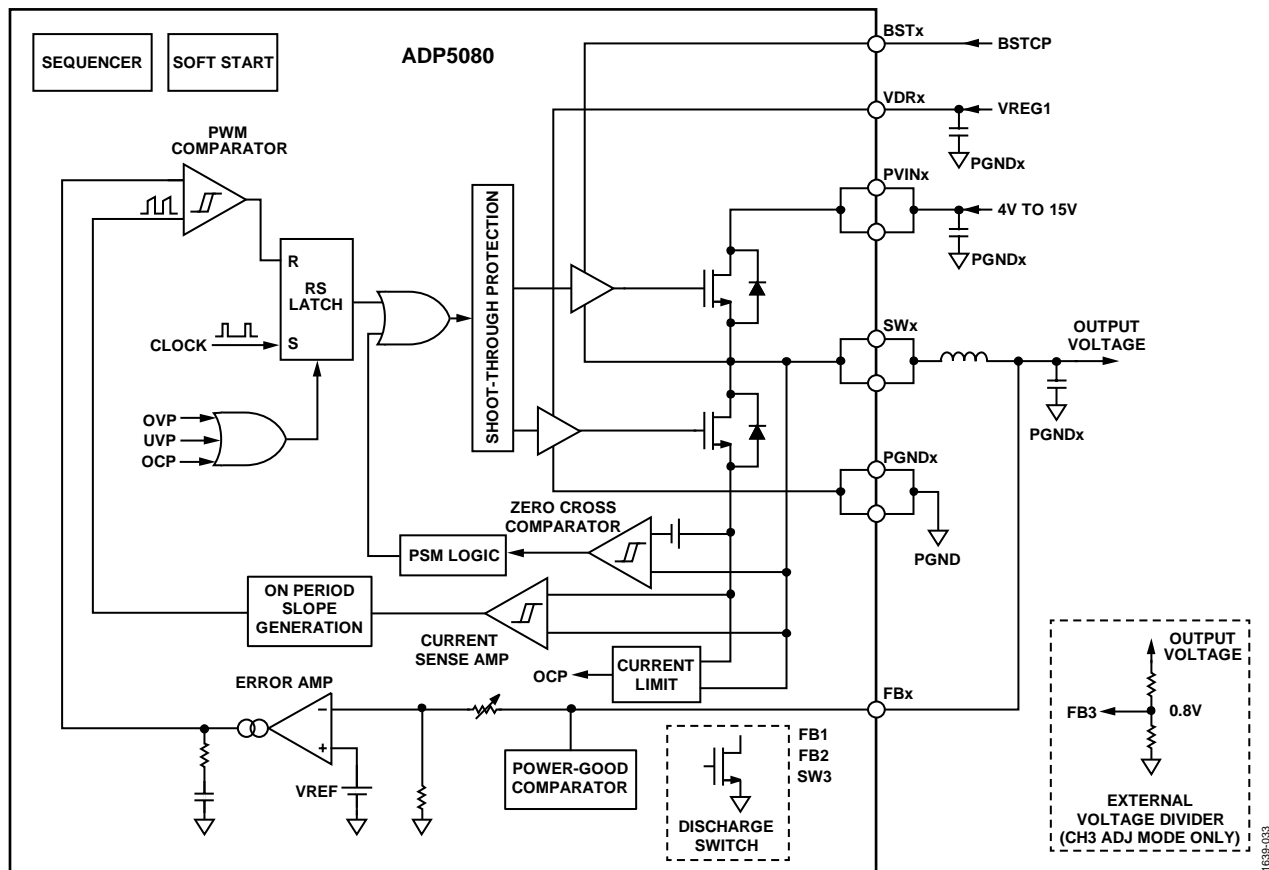 BSTx
BSTCP
SEQUENCER
SOFT START
ADP5080
VDRx
VREG1
PGNDx
PWM
COMPARATOR
PVINx
4V TO 15V
PGNDx
R
RS
LATCH
S
CLOCK
SHOOT-THROUGH PROTECTION
SWx
OUTPUT
VOLTAGE
PGNDx
OVP
UVP
OCP
PGNDx
PGND
ZERO CROSS
COMPARATOR
PSM LOGIC
ON PERIOD
SLOPE
GENERATION
CURRENT
SENSE AMP
OCP
CURRENT
LIMIT
ERROR AMP
−
+
VREF
FBx
POWER-GOOD
COMPARATOR
FB1
FB2
SW3
DISCHARGE
SWITCH
OUTPUT
VOLTAGE
FB3
0.8V
EXTERNAL
VOLTAGE DIVIDER
(CH3 ADJ MODE ONLY)
1639-033